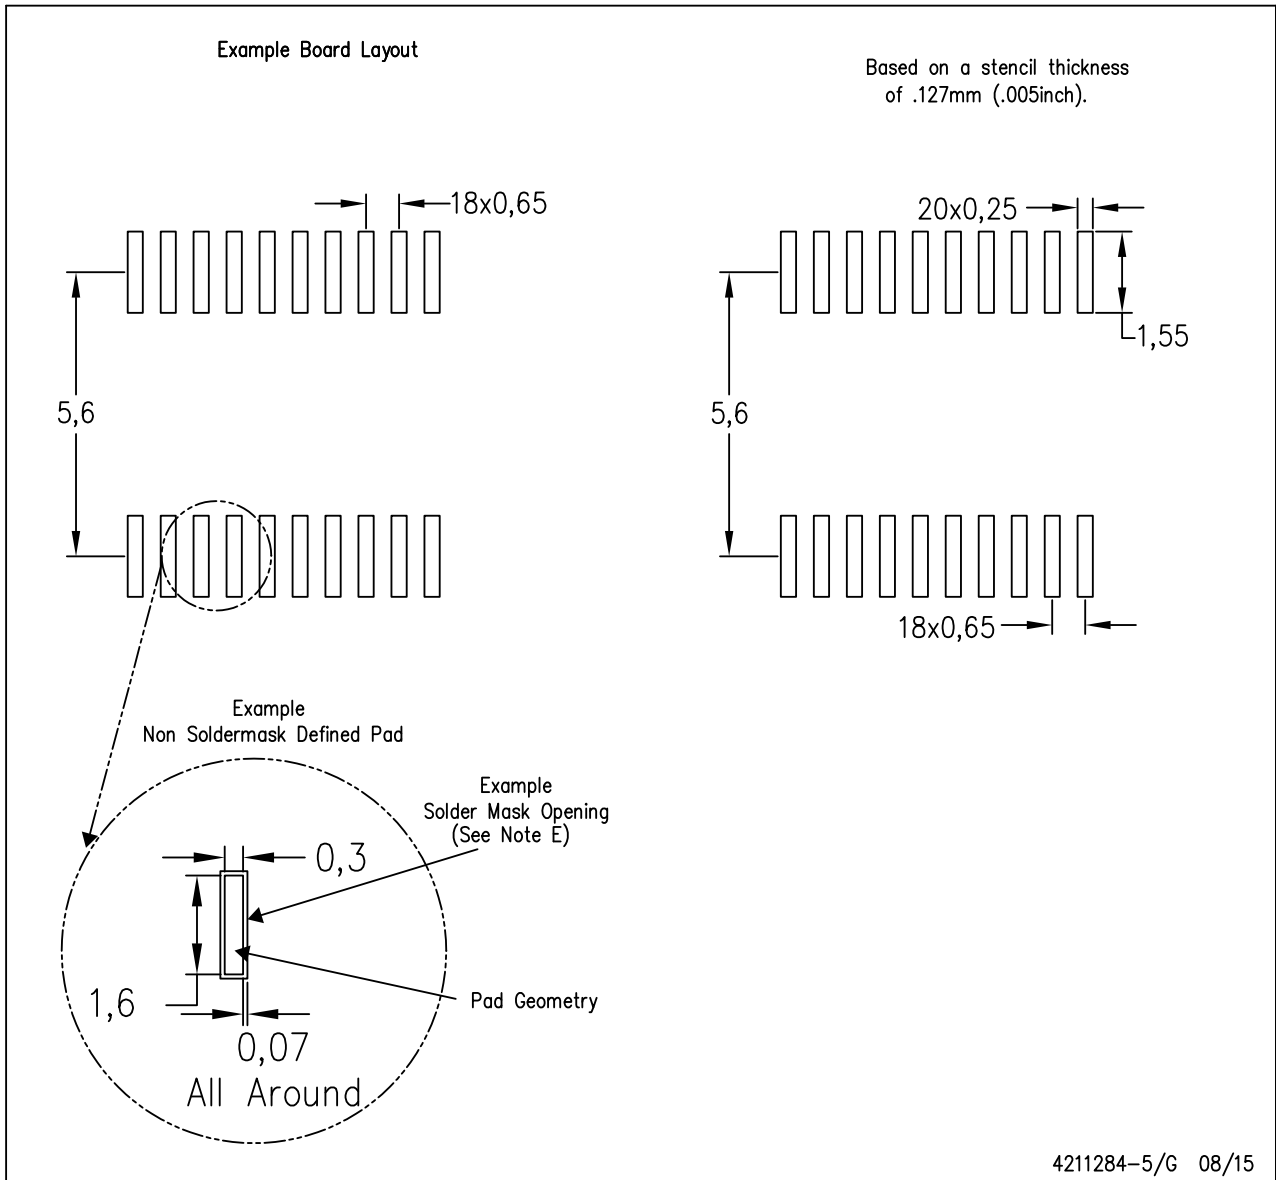 Example Board Layout
Based on a stencil thickness
of .127mm (.005inch).
18x0,65
20x0,25
1,55
5,6
5,6
18x0,65
Example
Non Soldermask Defined Pad
Example
Solder Mask Opening
(See Note E)
0,3
1,6
Pad Geometry
0,07
All Around
4211284-5/G 08/15